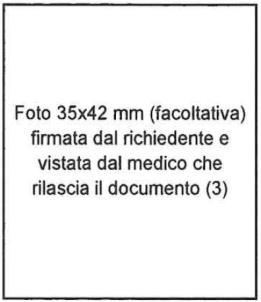 Foto 35x42 mm (facoltativa)
firmata dal richiedente e
vistata dal medico che
rilascia il documento (3)